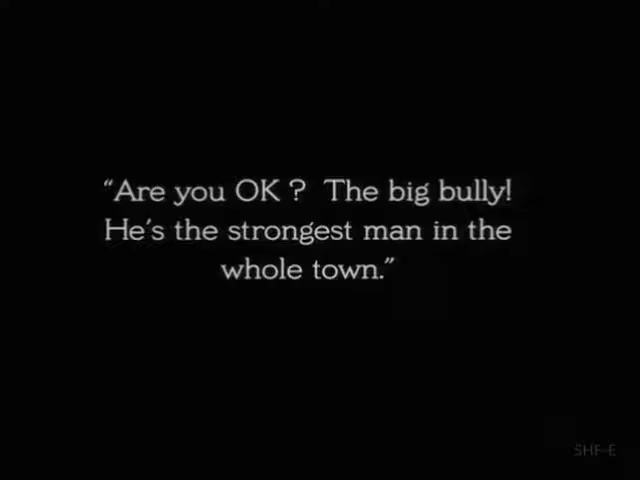 “Are you OK ? The big bully!
He’s the strongest man in the
whole town.”
SHF-E